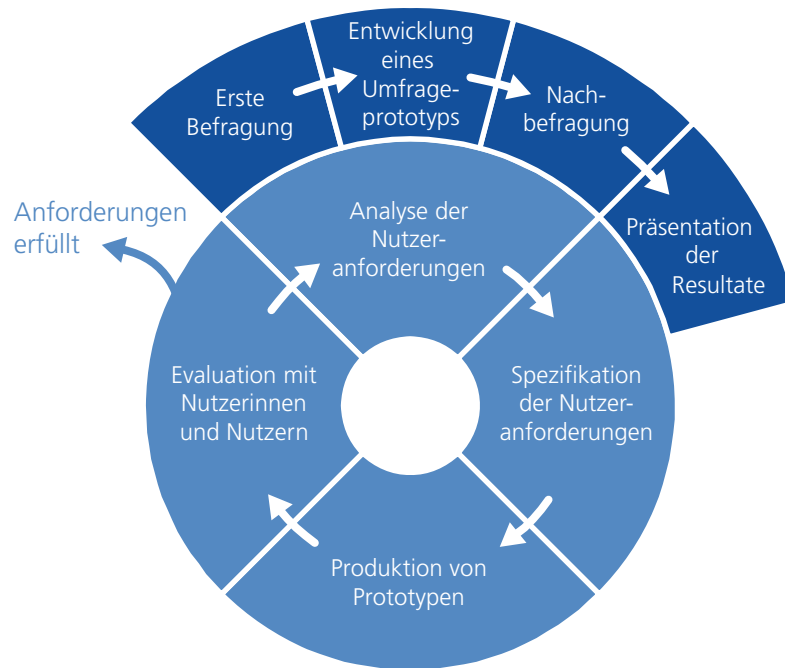 Erste
Befragung
Entwicklung
eines
Umfrage-
prototyps
Nach-
befragung
Präsentation
der
Resultate
Anforderungen
erfüllt
Analyse der
Nutzer-
anforderungen
Spezifikation
der Nutzer-
anforderungen
Produktion von
Prototypen
Evaluation mit
Nutzerinnen
und Nutzern